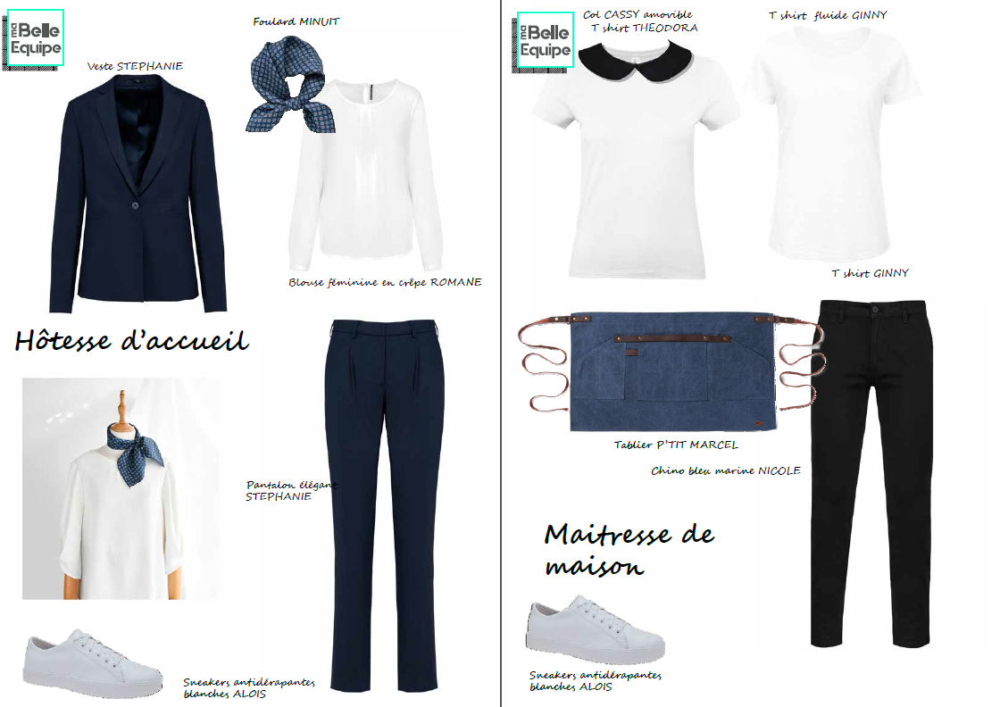 ma
Belle
Equipe
Foulard MINUIT
Veste STEPHANIE
Blouse féminine en crêpe ROMANE
Hôtesse d'accueil
Pantalon élégant
STEPHANIE
Sneakers antidérapantes
blanches ALOIS
ma
Belle
Equipe
Col CASSY amovible
T shirt THEODORA
T shirt fluide GINNY
T shirt GINNY
Tablier P'TIT MARCEL
Chino bleu marine NICOLE
Maitresse de
maison
Sneakers antidérapantes
blanches ALOIS